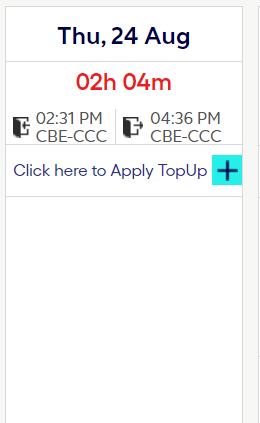 Thu, 24 Aug
02h 04m
02:31 PM 04:36 PM
CBE-CCC CBE-CCC
Click here to Apply TopUp +